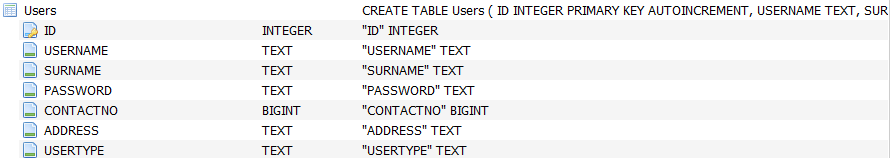 Users CREATE TABLE Users ( ID INTEGER PRIMARY KEY AUTOINCREMENT, USERNAME TEXT, SUR
ID INTEGER "ID" INTEGER
USERNAME TEXT "USERNAME" TEXT
SURNAME TEXT "SURNAME" TEXT
PASSWORD TEXT "PASSWORD" TEXT
CONTACTNO BIGINT "CONTACTNO" BIGINT
ADDRESS TEXT "ADDRESS" TEXT
USERTYPE TEXT "USERTYPE" TEXT